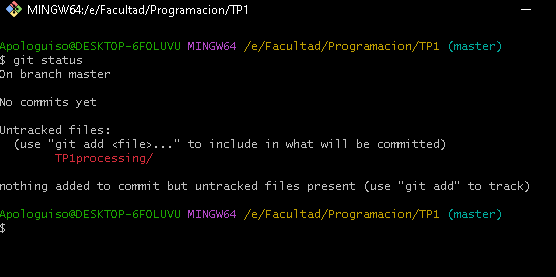 MINGW64:/e/Facultad/Programacion/TP1
Apologuiso@DESKTOP-6F0LUVU MINGW64 /e/Facultad/Programacion/TP1 (master)
$ git status
On branch master
No commits yet
Untracked files:
(use "git add <file>..." to include in what will be committed)
TP1processing/
nothing added to commit but untracked files present (use "git add" to track)
Apologuiso@DESKTOP-6F0LUVU MINGW64 /e/Facultad/Programacion/TP1 (master)
$